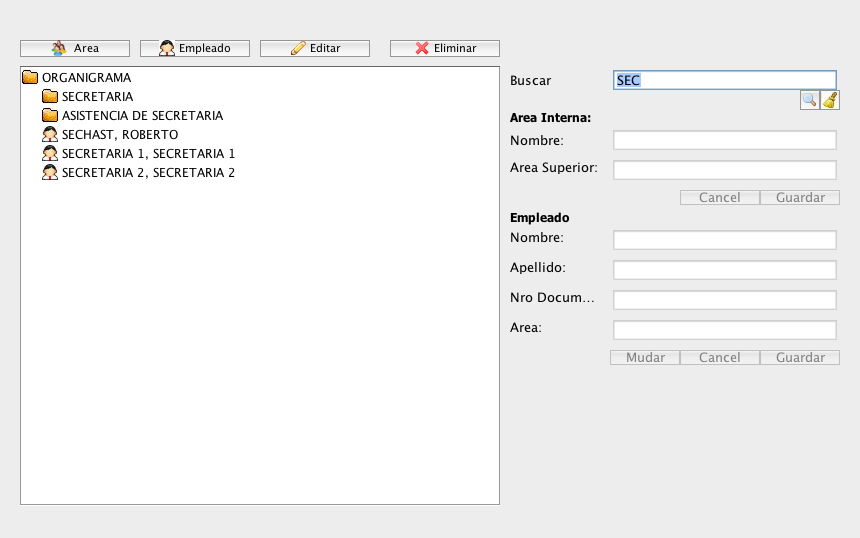 Area Empleado Editar Eliminar
ORGANIGRAMA
SECRETARIA
ASISTENCIA DE SECRETARIA
SECHAST, ROBERTO
SECRETARIA 1, SECRETARIA 1
SECRETARIA 2, SECRETARIA 2
Buscar SEC
Area Interna:
Nombre:
Area Superior:
Cancel Guardar
Empleado
Nombre:
Apellido:
Nro Docum...
Area:
Mudar Cancel Guardar